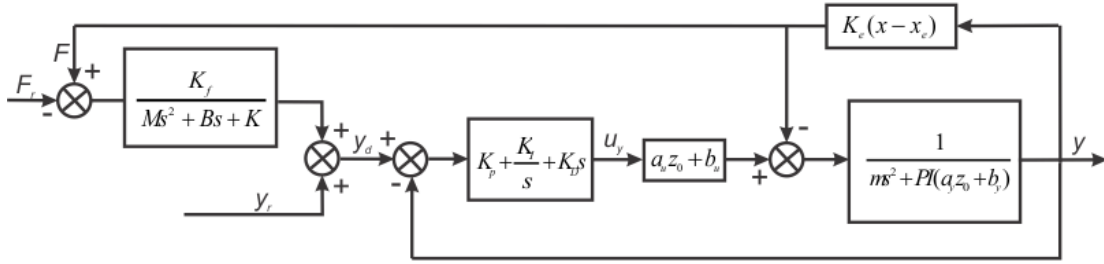 K_e(x − x_e)
F
+
F_r
-
K_f
Ms² + Bs + K
+
y_d
+
+
y_r
-
K_p + K_I/s + K_D s
u_y
a_u z_0 + b_u
-
+
1
ms² + PI(a_y z_0 + b_y)
y